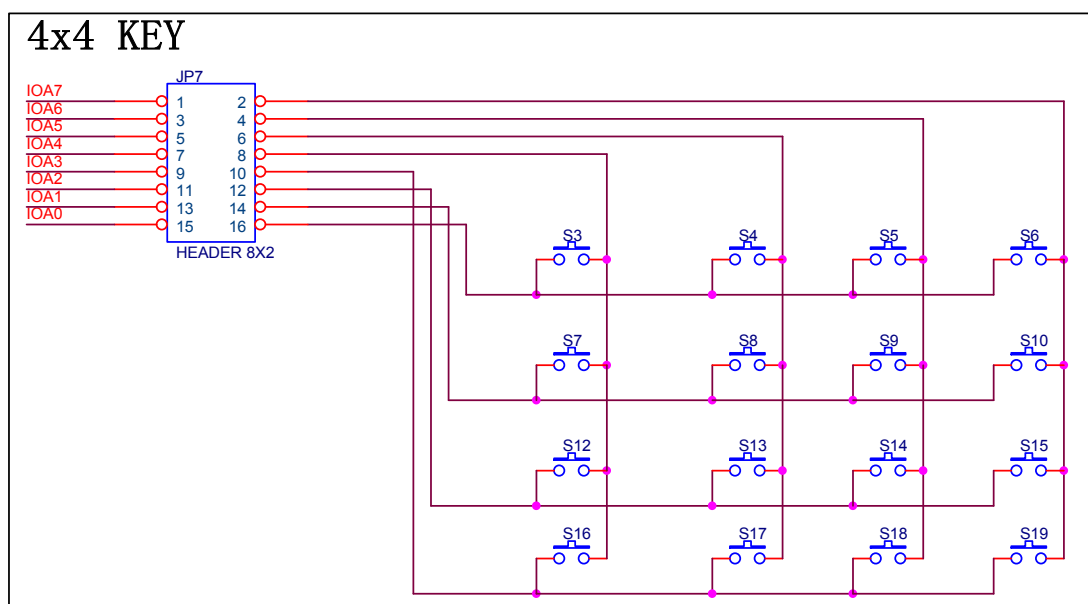 4x4 KEY
JP7
IOA7 1 2
IOA6 3 4
IOA5 5 6
IOA4 7 8
IOA3 9 10
IOA2 11 12
IOA1 13 14
IOA0 15 16
HEADER 8X2
S3 S4 S5 S6
S7 S8 S9 S10
S12 S13 S14 S15
S16 S17 S18 S19